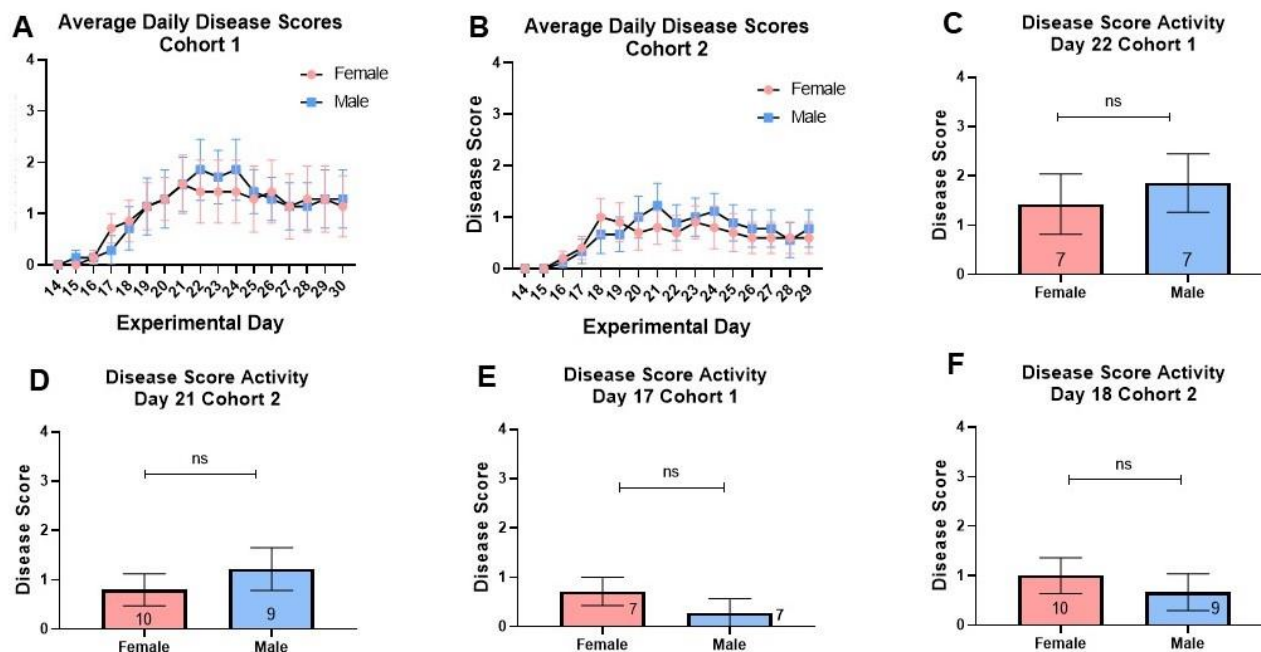 A
Average Daily Disease Scores
Cohort 1
Female
Male
4
3
2
1
0
14 15 16 17 18 19 20 21 22 23 24 25 26 27 28 29 30
Experimental Day
B
Average Daily Disease Scores
Cohort 2
Female
Male
Disease Score
4
3
2
1
0
14 15 16 17 18 19 20 21 22 23 24 25 26 27 28 29
Experimental Day
C
Disease Score Activity
Day 22 Cohort 1
Disease Score
4
3
2
1
0
ns
7 7
Female Male
D
Disease Score Activity
Day 21 Cohort 2
Disease Score
4
3
2
1
0
ns
10 9
Female Male
E
Disease Score Activity
Day 17 Cohort 1
Disease Score
4
3
2
1
0
ns
7 7
Female Male
F
Disease Score Activity
Day 18 Cohort 2
Disease Score
4
3
2
1
0
ns
10 9
Female Male